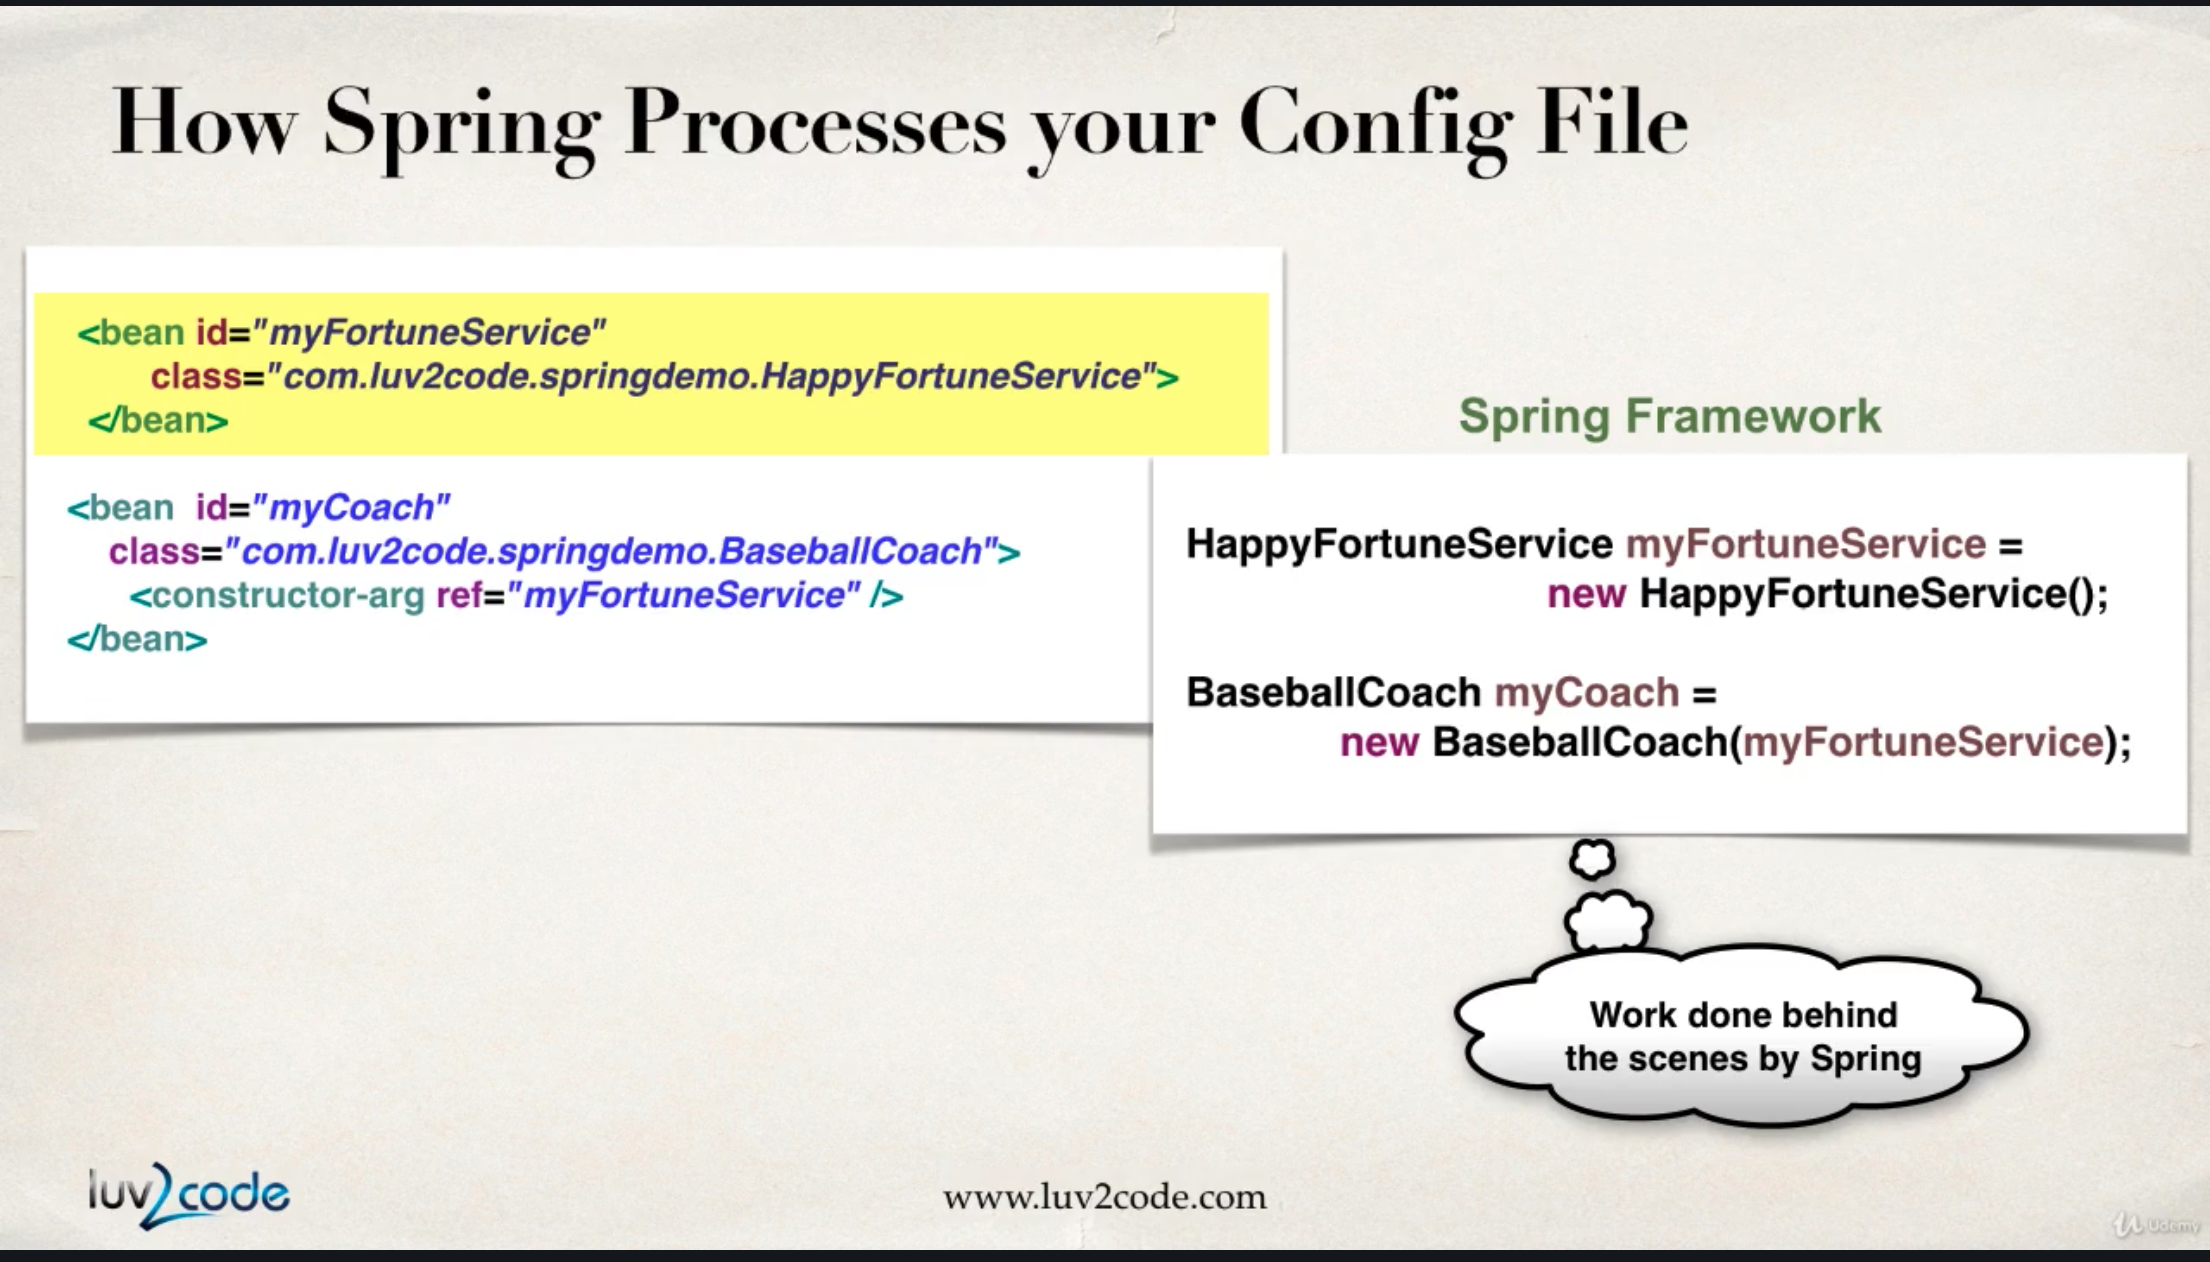 How Spring Processes your Config File
<bean id="myFortuneService"
class="com.luv2code.springdemo.HappyFortuneService">
</bean>
<bean id="myCoach"
class="com.luv2code.springdemo.BaseballCoach">
<constructor-arg ref="myFortuneService" />
</bean>
Spring Framework
HappyFortuneService myFortuneService =
new HappyFortuneService();
BaseballCoach myCoach =
new BaseballCoach(myFortuneService);
Work done behind
the scenes by Spring
luv2code
www.luv2code.com
Udemy